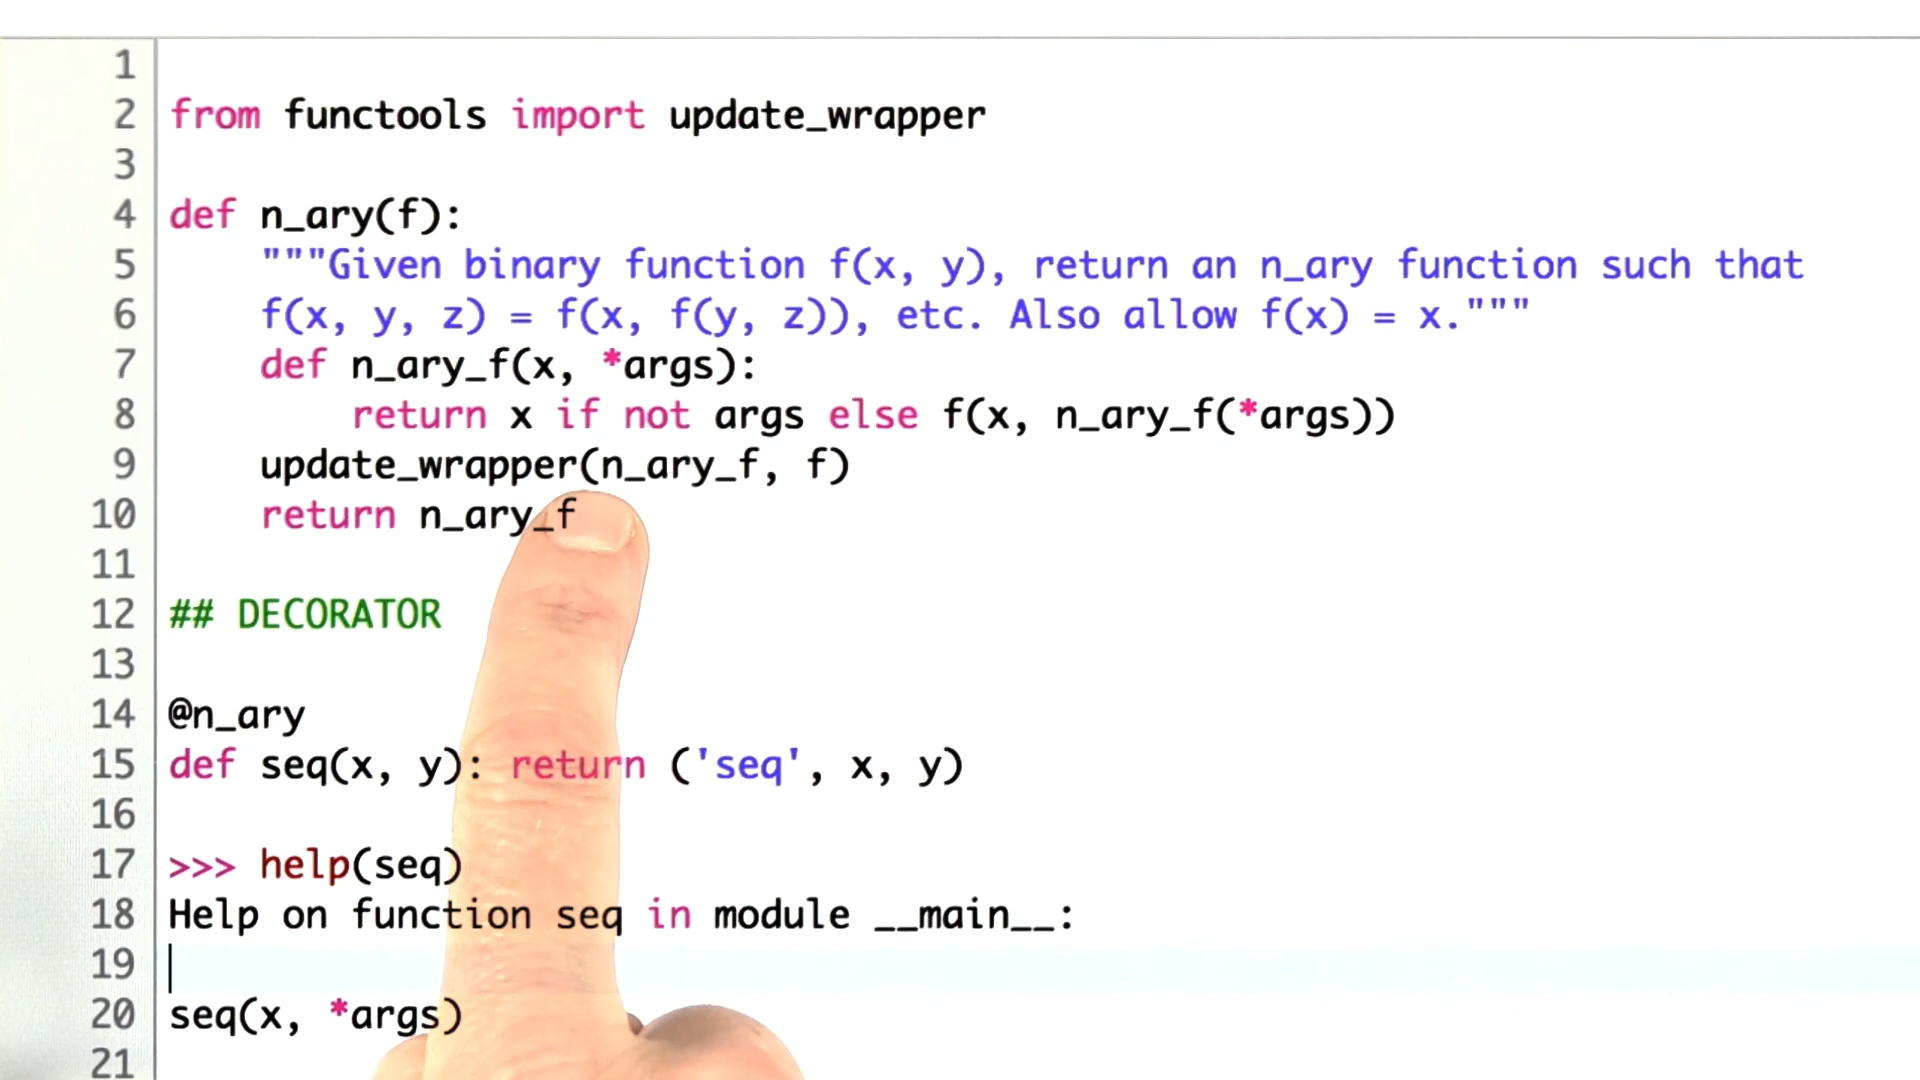 1
2 from functools import update_wrapper
3
4 def n_ary(f):
5 """Given binary function f(x, y), return an n_ary function such that
6 f(x, y, z) = f(x, f(y, z)), etc. Also allow f(x) = x."""
7 def n_ary_f(x, *args):
8 return x if not args else f(x, n_ary_f(*args))
9 update_wrapper(n_ary_f, f)
10 return n_ary_f
11
12 ## DECORATOR
13
14 @n_ary
15 def seq(x, y): return ('seq', x, y)
16
17 >>> help(seq)
18 Help on function seq in module __main__:
19
20 seq(x, *args)
21